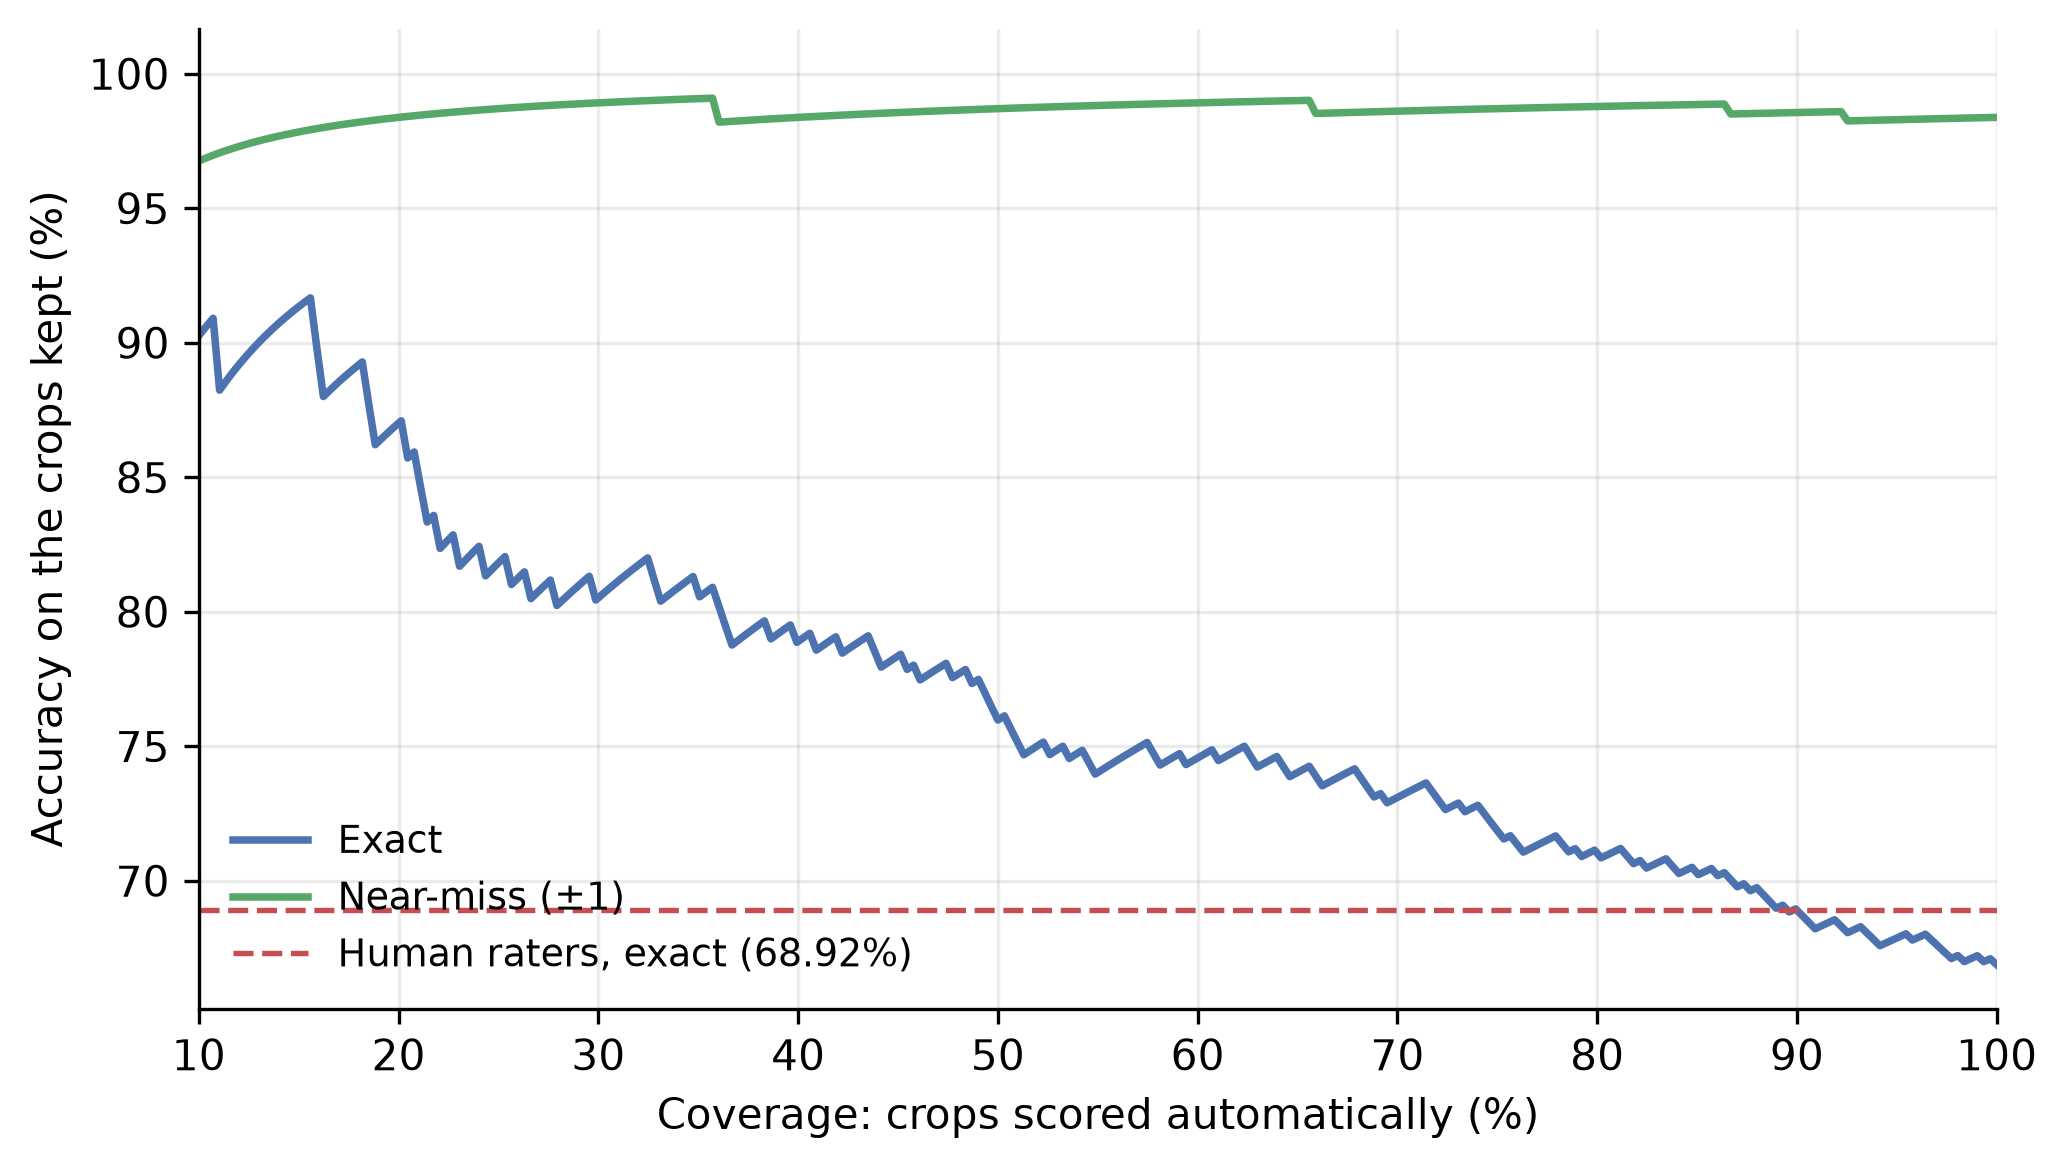 100
95
90
85
80
75
70
Accuracy on the crops kept (%)
Exact
Near-miss (±1)
Human raters, exact (68.92%)
10 20 30 40 50 60 70 80 90 100
Coverage: crops scored automatically (%)